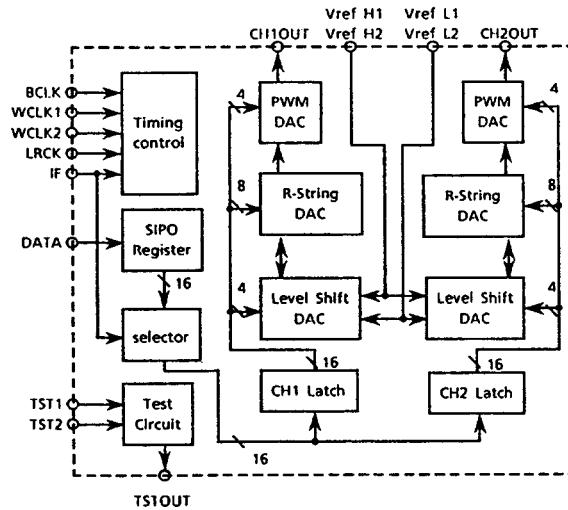 Vref H1 Vref L1
CH1OUT Vref H2 Vref L2 CH2OUT
BCLK
WCLK1
WCLK2
LRCK
IF
Timing
control
4
PWM
DAC
PWM
DAC
4
8
R-String
DAC
R-String
DAC
8
DATA
SIPO
Register
16
4
Level Shift
DAC
Level Shift
DAC
4
selector
16
CH1 Latch
16
CH2 Latch
TST1
TST2
Test
Circuit
16
TS1OUT